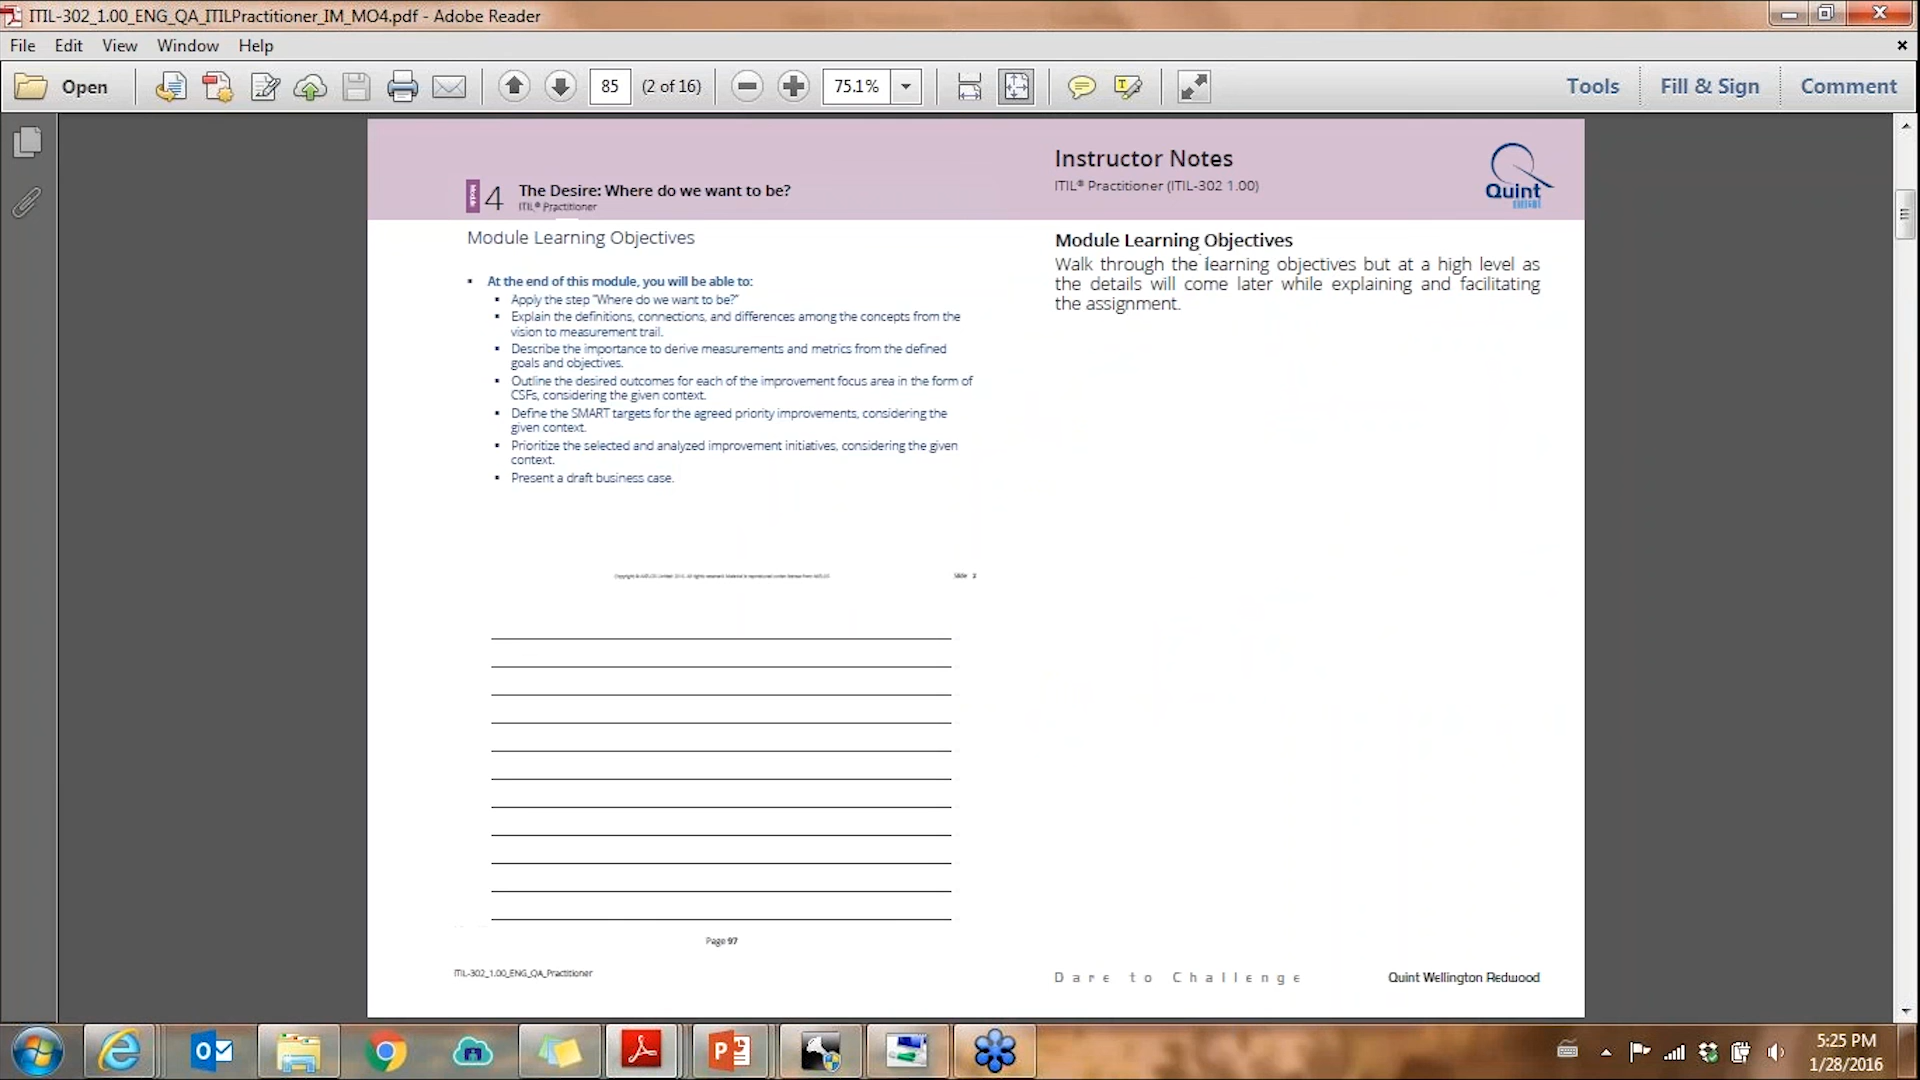 ITIL-302_1.00_ENG_QA_ITILPractitioner_IM_MO4.pdf - Adobe Reader
File Edit View Window Help
Open 85 (2 of 16) 75.1% Tools Fill & Sign Comment
Module 4 The Desire: Where do we want to be?
ITIL® Practitioner
Instructor Notes
ITIL® Practitioner (ITIL-302 1.00)
Quint
Module Learning Objectives
▪ At the end of this module, you will be able to:
▪ Apply the step "Where do we want to be?"
▪ Explain the definitions, connections, and differences among the concepts from the
vision to measurement trail.
▪ Describe the importance to derive measurements and metrics from the defined
goals and objectives.
▪ Outline the desired outcomes for each of the improvement focus area in the form of
CSFs, considering the given context.
▪ Define the SMART targets for the agreed priority improvements, considering the
given context.
▪ Prioritize the selected and analyzed improvement initiatives, considering the given
context.
▪ Present a draft business case.
Slide 2
Page 97
ITIL-302_1.00_ENG_QA_Practitioner
Module Learning Objectives
Walk through the learning objectives but at a high level as
the details will come later while explaining and facilitating
the assignment.
Dare to Challenge
Quint Wellington Redwood
5:25 PM
1/28/2016